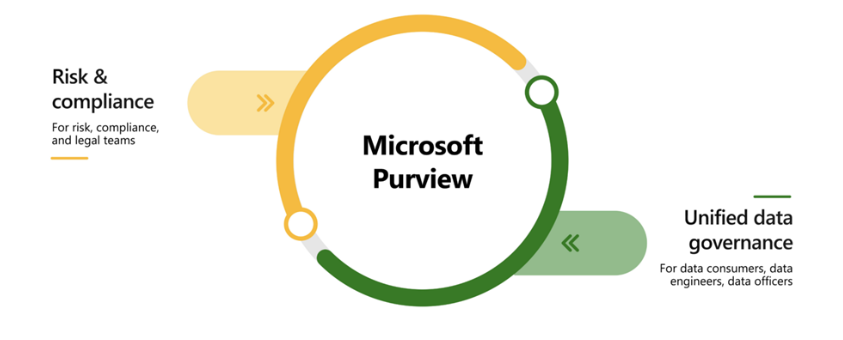 Risk &
compliance
For risk, compliance,
and legal teams
Microsoft
Purview
Unified data
governance
For data consumers, data
engineers, data officers